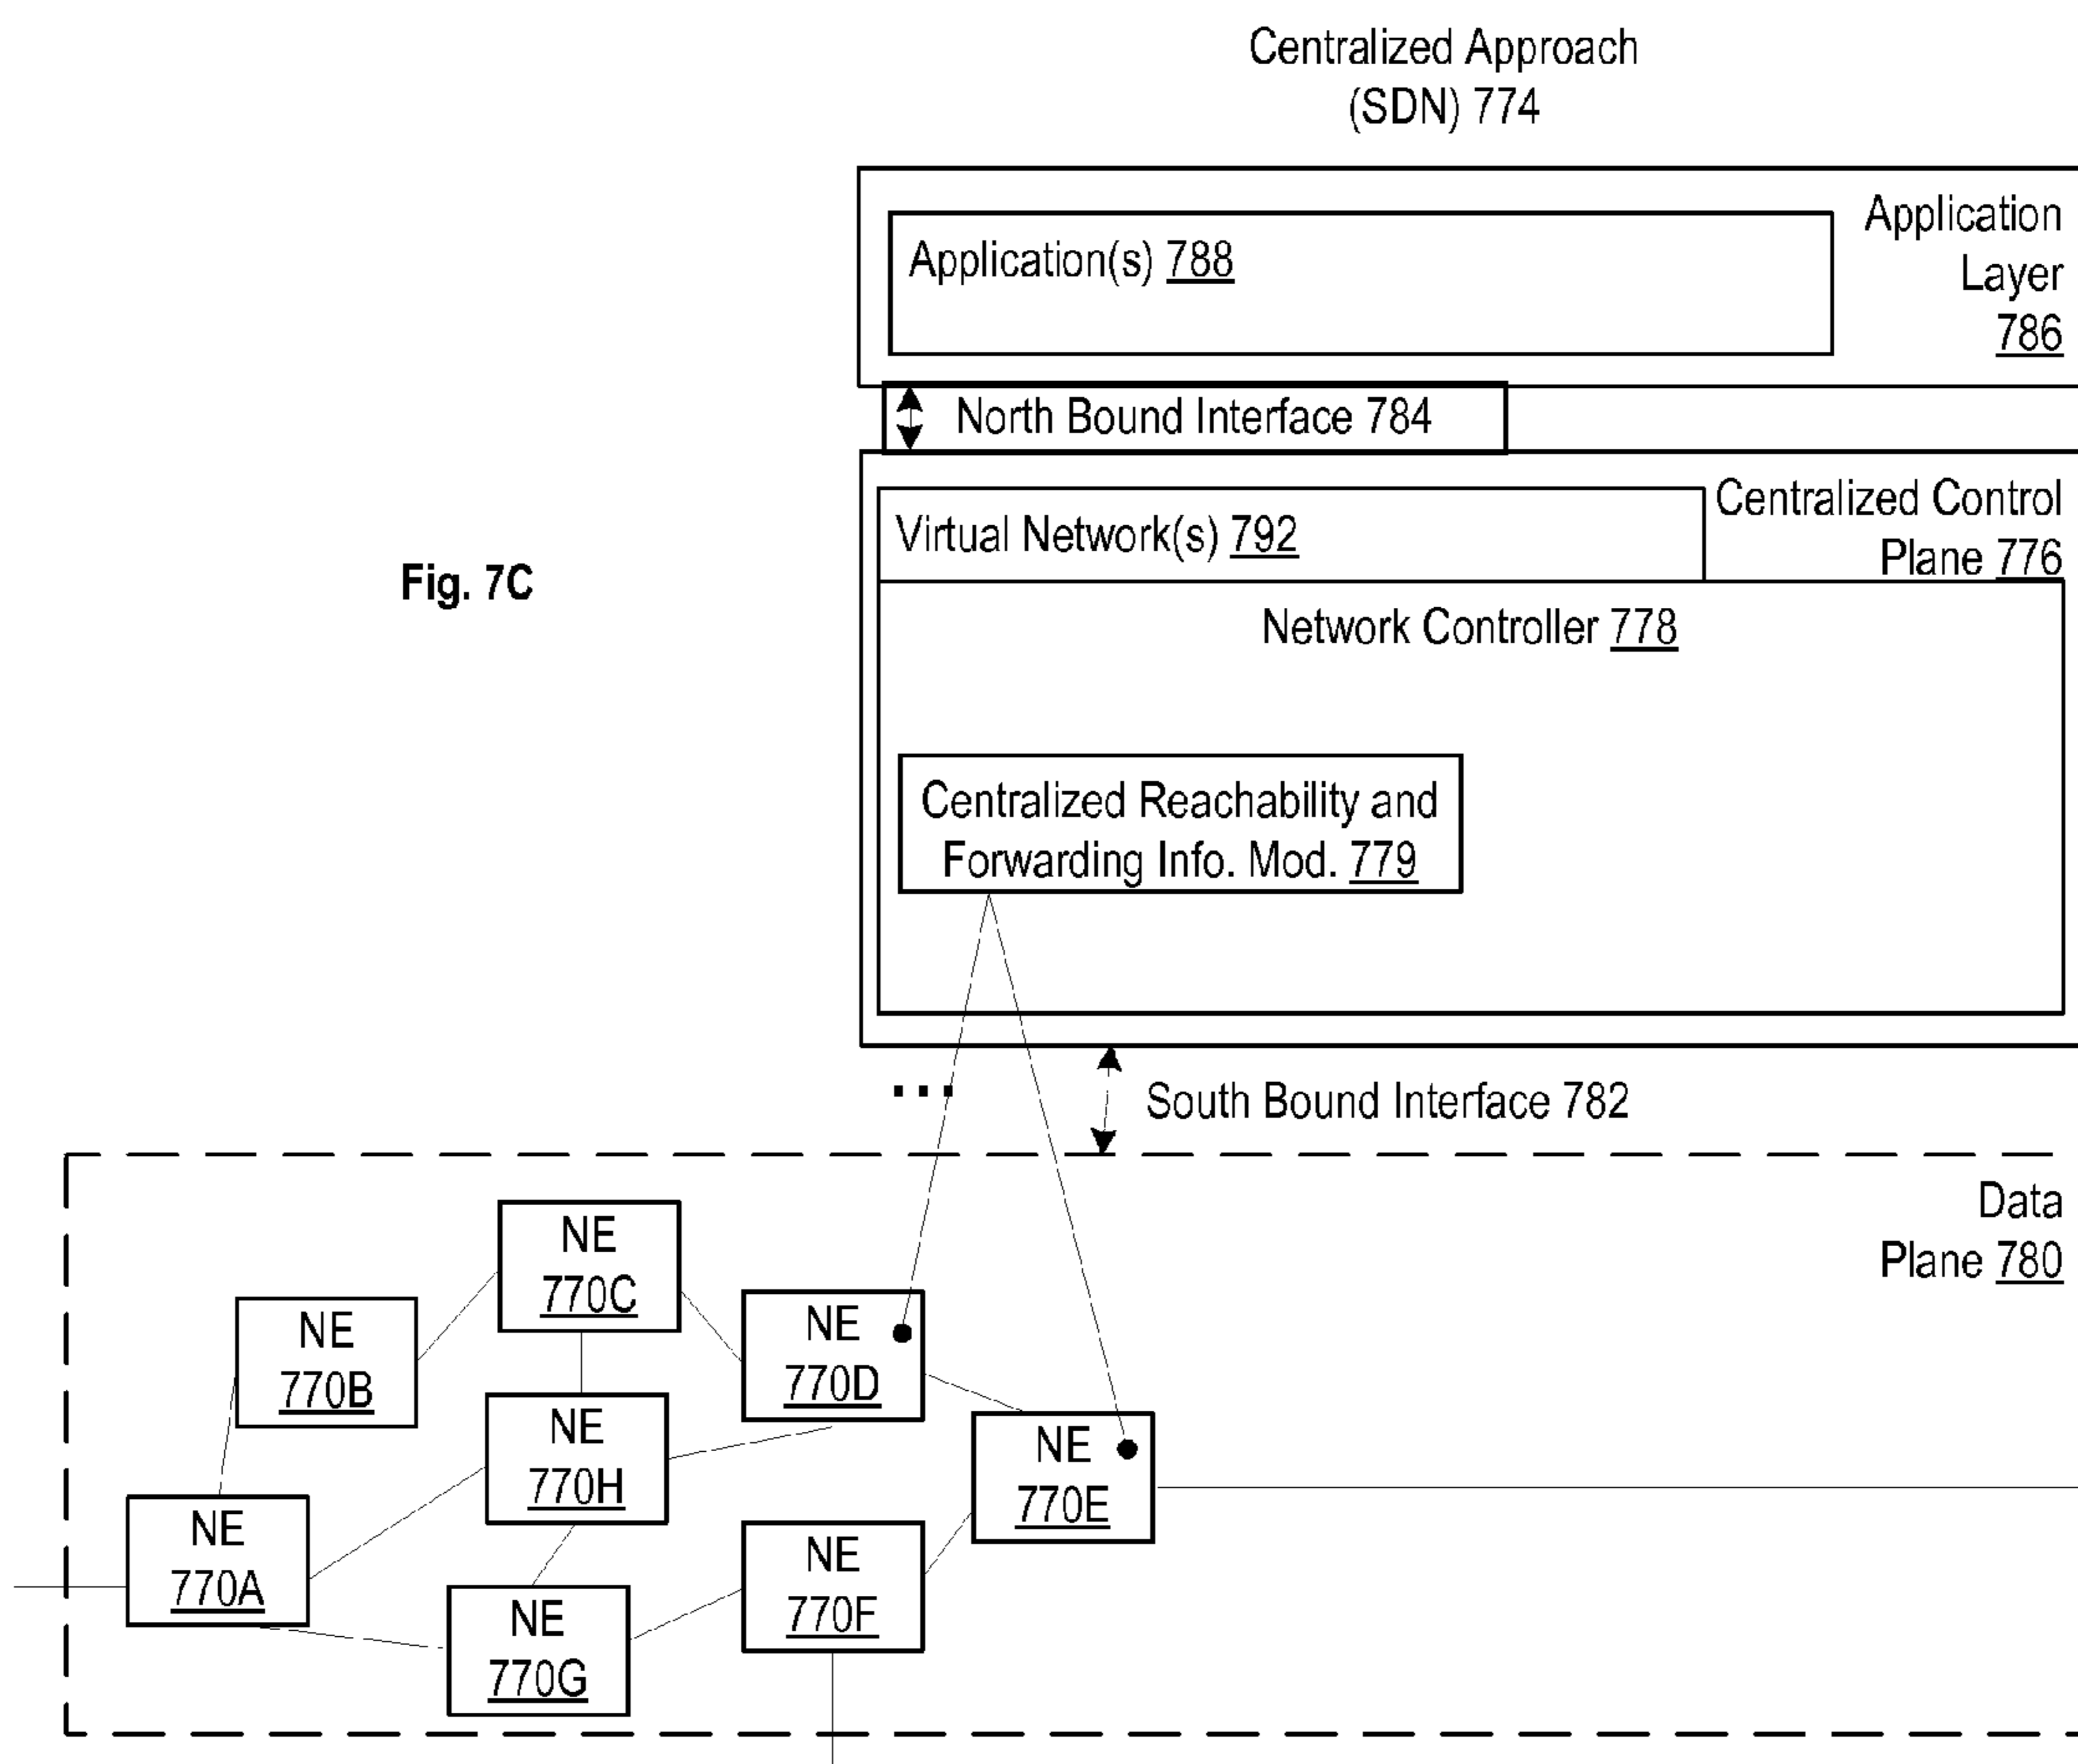 Centralized Approach
(SDN) 774
Application(s) 788
Application
Layer
786
North Bound Interface 784
Virtual Network(s) 792
Centralized Control
Plane 776
Fig. 7C
Network Controller 778
Centralized Reachability and
Forwarding Info. Mod. 779
...
South Bound Interface 782
Data
Plane 780
NE
770C
NE
770B
NE
770D
NE
770H
NE
770E
NE
770A
NE
770F
NE
770G